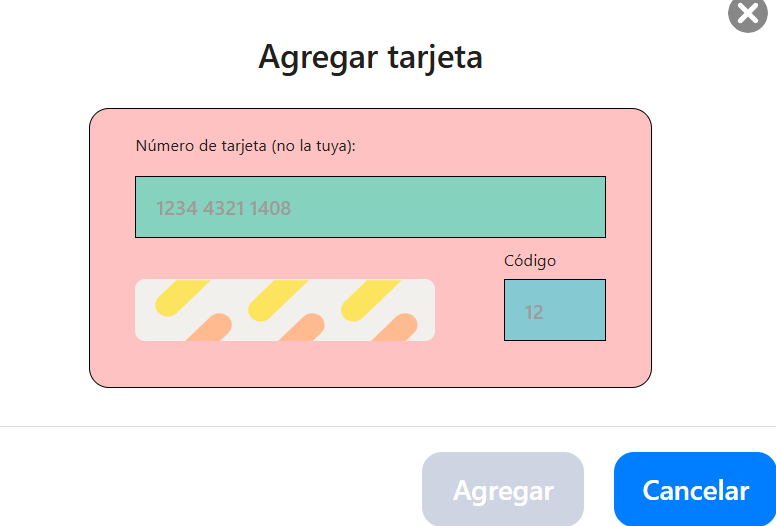 Agregar tarjeta
Número de tarjeta (no la tuya):
1234 4321 1408
Código
12
Agregar
Cancelar